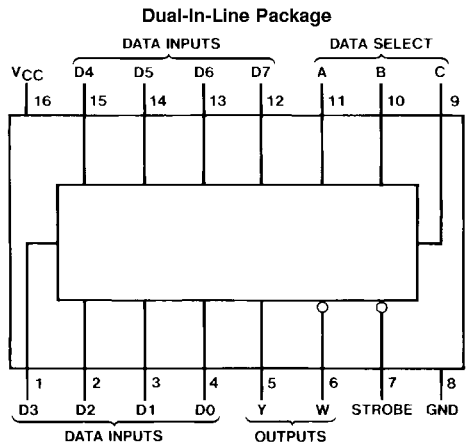 Dual-In-Line Package
DATA INPUTS DATA SELECT
VCC D4 D5 D6 D7 A B C
16 15 14 13 12 11 10 9
1 2 3 4 5 6 7 8
D3 D2 D1 D0 Y W STROBE GND
DATA INPUTS OUTPUTS